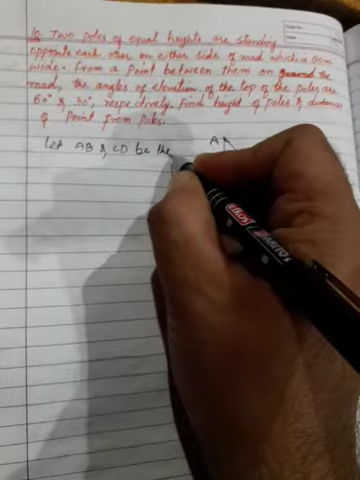 Two poles of equal heights are standing
opposite each other on either side of road which is 80m
wide. From a point between them on the
road, the angles of elevation of the top of the poles are
60° & 30°, respectively. Find height of poles & distances
of point from poles.
Let AB & CD be the
A